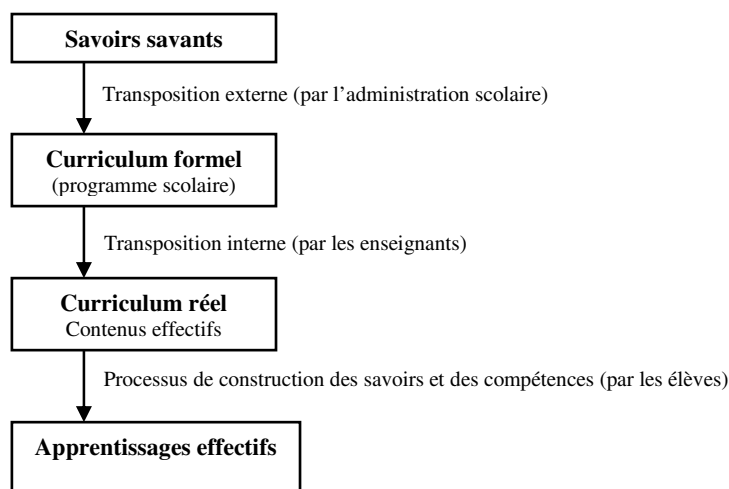 Savoirs savants
Transposition externe (par l’administration scolaire)
Curriculum formel
(programme scolaire)
Transposition interne (par les enseignants)
Curriculum réel
Contenus effectifs
Processus de construction des savoirs et des compétences (par les élèves)
Apprentissages effectifs